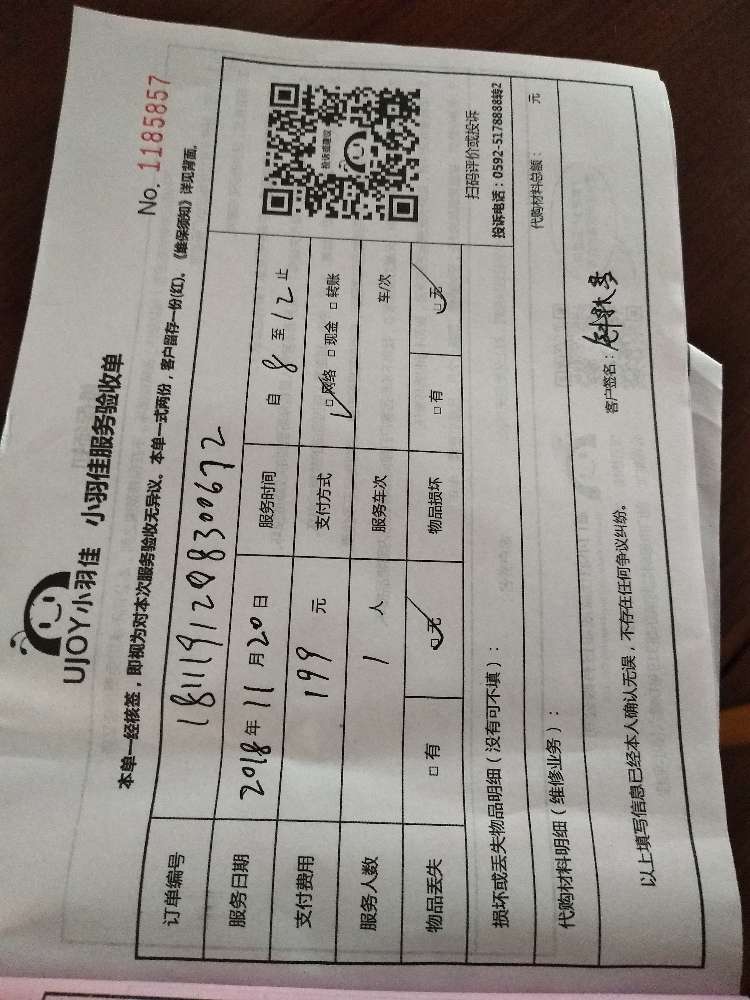 UJOY小羽佳 小羽佳服务验收单
No. 1185857
本单一经核签，即视为对本次服务验收无异议。本单一式两份，客户留存一份(红)。《维保须知》详见背面。
订单编号 1811191298300672
服务日期 2018年11月20日 服务时间 自 8 至 12 止
支付费用 199 元 支付方式 □网络 □现金 □转账
服务人数 1 人 服务车次 车/次
物品丢失 □有 □无 物品损坏 □有 □无
投诉或建议
扫码评价或投诉
投诉电话：0592-5178888转2
损坏或丢失物品明细（没有可不填）：
代购材料明细（维修业务）： 代购材料总额： 元
以上填写信息已经本人确认无误，不存在任何争议纠纷。 客户签名：